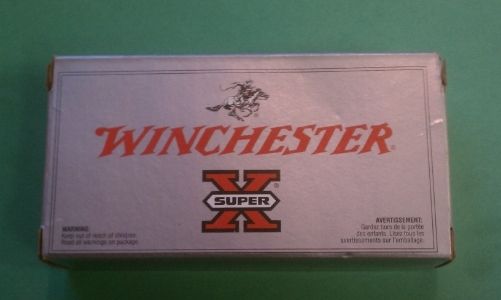 WINCHESTER®
X
SUPER®
WARNING:
Keep out of reach of children.
Read all warnings on package.
AVERTISSEMENT:
Gardez hors de la portée
des enfants. Lisez tous les
avertissements sur l'emballage.